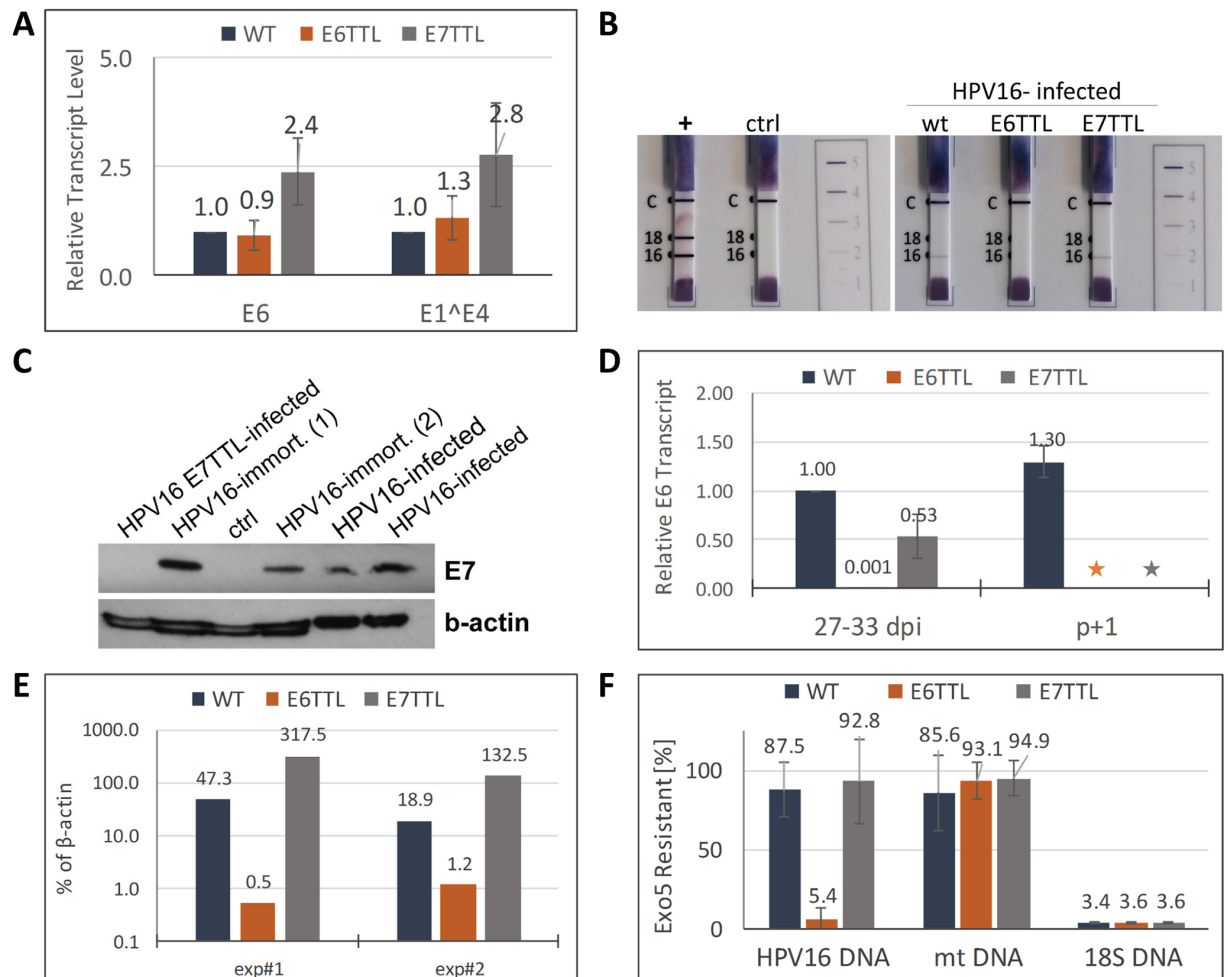 A
WT E6TTL E7TTL
Relative Transcript Level
5.0
2.5
0.0
1.0 0.9 2.4
1.0 1.3 2.8
E6 E1^E4
B
HPV16- infected
+ ctrl wt E6TTL E7TTL
C C C C C
18 18 18 18 18
16 16 16 16 16
5 5
4 4
3 3
2 2
1 1
C
HPV16 E7TTL-infected
HPV16-immort. (1)
ctrl
HPV16-immort. (2)
HPV16-infected
HPV16-infected
E7
b-actin
D
WT E6TTL E7TTL
Relative E6 Transcript
2.00
1.50
1.00
0.50
0.00
1.00 0.001 0.53 1.30
27-33 dpi p+1
E
WT E6TTL E7TTL
% of β-actin
1000.0
100.0
10.0
1.0
0.1
47.3 0.5 317.5
18.9 1.2 132.5
exp#1 exp#2
F
WT E6TTL E7TTL
Exo5 Resistant [%]
100
50
0
87.5 5.4 92.8
85.6 93.1 94.9
3.4 3.6 3.6
HPV16 DNA mt DNA 18S DNA